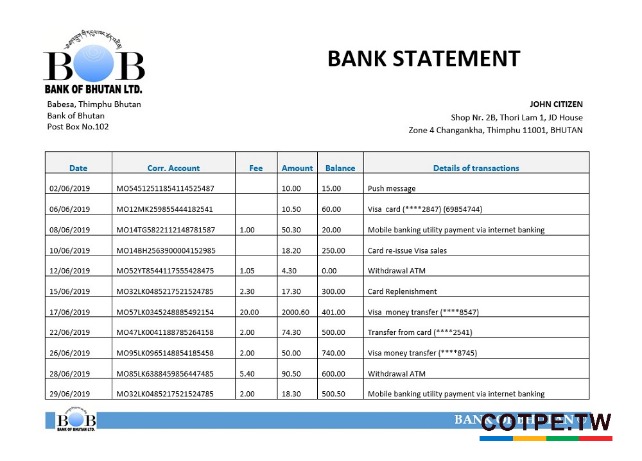 BOB
BANK OF BHUTAN LTD.
Babesa, Thimphu Bhutan
Bank of Bhutan
Post Box No.102
BANK STATEMENT
JOHN CITIZEN
Shop Nr. 2B, Thori Lam 1, JD House
Zone 4 Changankha, Thimphu 11001, BHUTAN
Date Corr. Account Fee Amount Balance Details of transactions
02/06/2019 MO54512511854114525487 10.00 15.00 Push message
06/06/2019 MO12MK259855444182541 10.50 60.00 Visa card (****2847) (69854744)
08/06/2019 MO14TG5822112148781587 1.00 50.30 20.00 Mobile banking utility payment via internet banking
10/06/2019 MO14BH2563900004152985 18.20 250.00 Card re-issue Visa sales
12/06/2019 MO52YT8544117555428475 1.05 4.30 0.00 Withdrawal ATM
15/06/2019 MO32LK0485217521524785 2.30 17.30 300.00 Card Replenishment
17/06/2019 MO57LK0345248885492154 20.00 2000.60 401.00 Visa money transfer (****8547)
22/06/2019 MO47LK0041188785264158 2.00 74.30 500.00 Transfer from card (****2541)
26/06/2019 MO95LK0965148854185458 2.00 50.00 740.00 Visa money transfer (****8745)
28/06/2019 MO85LK6388459856447485 5.40 90.50 600.00 Withdrawal ATM
29/06/2019 MO32LK0485217521524785 2.00 18.30 500.50 Mobile banking utility payment via internet banking
BOB
BANK OF BHUTAN LTD.
BANK OF BHUTAN
COTPE.TW